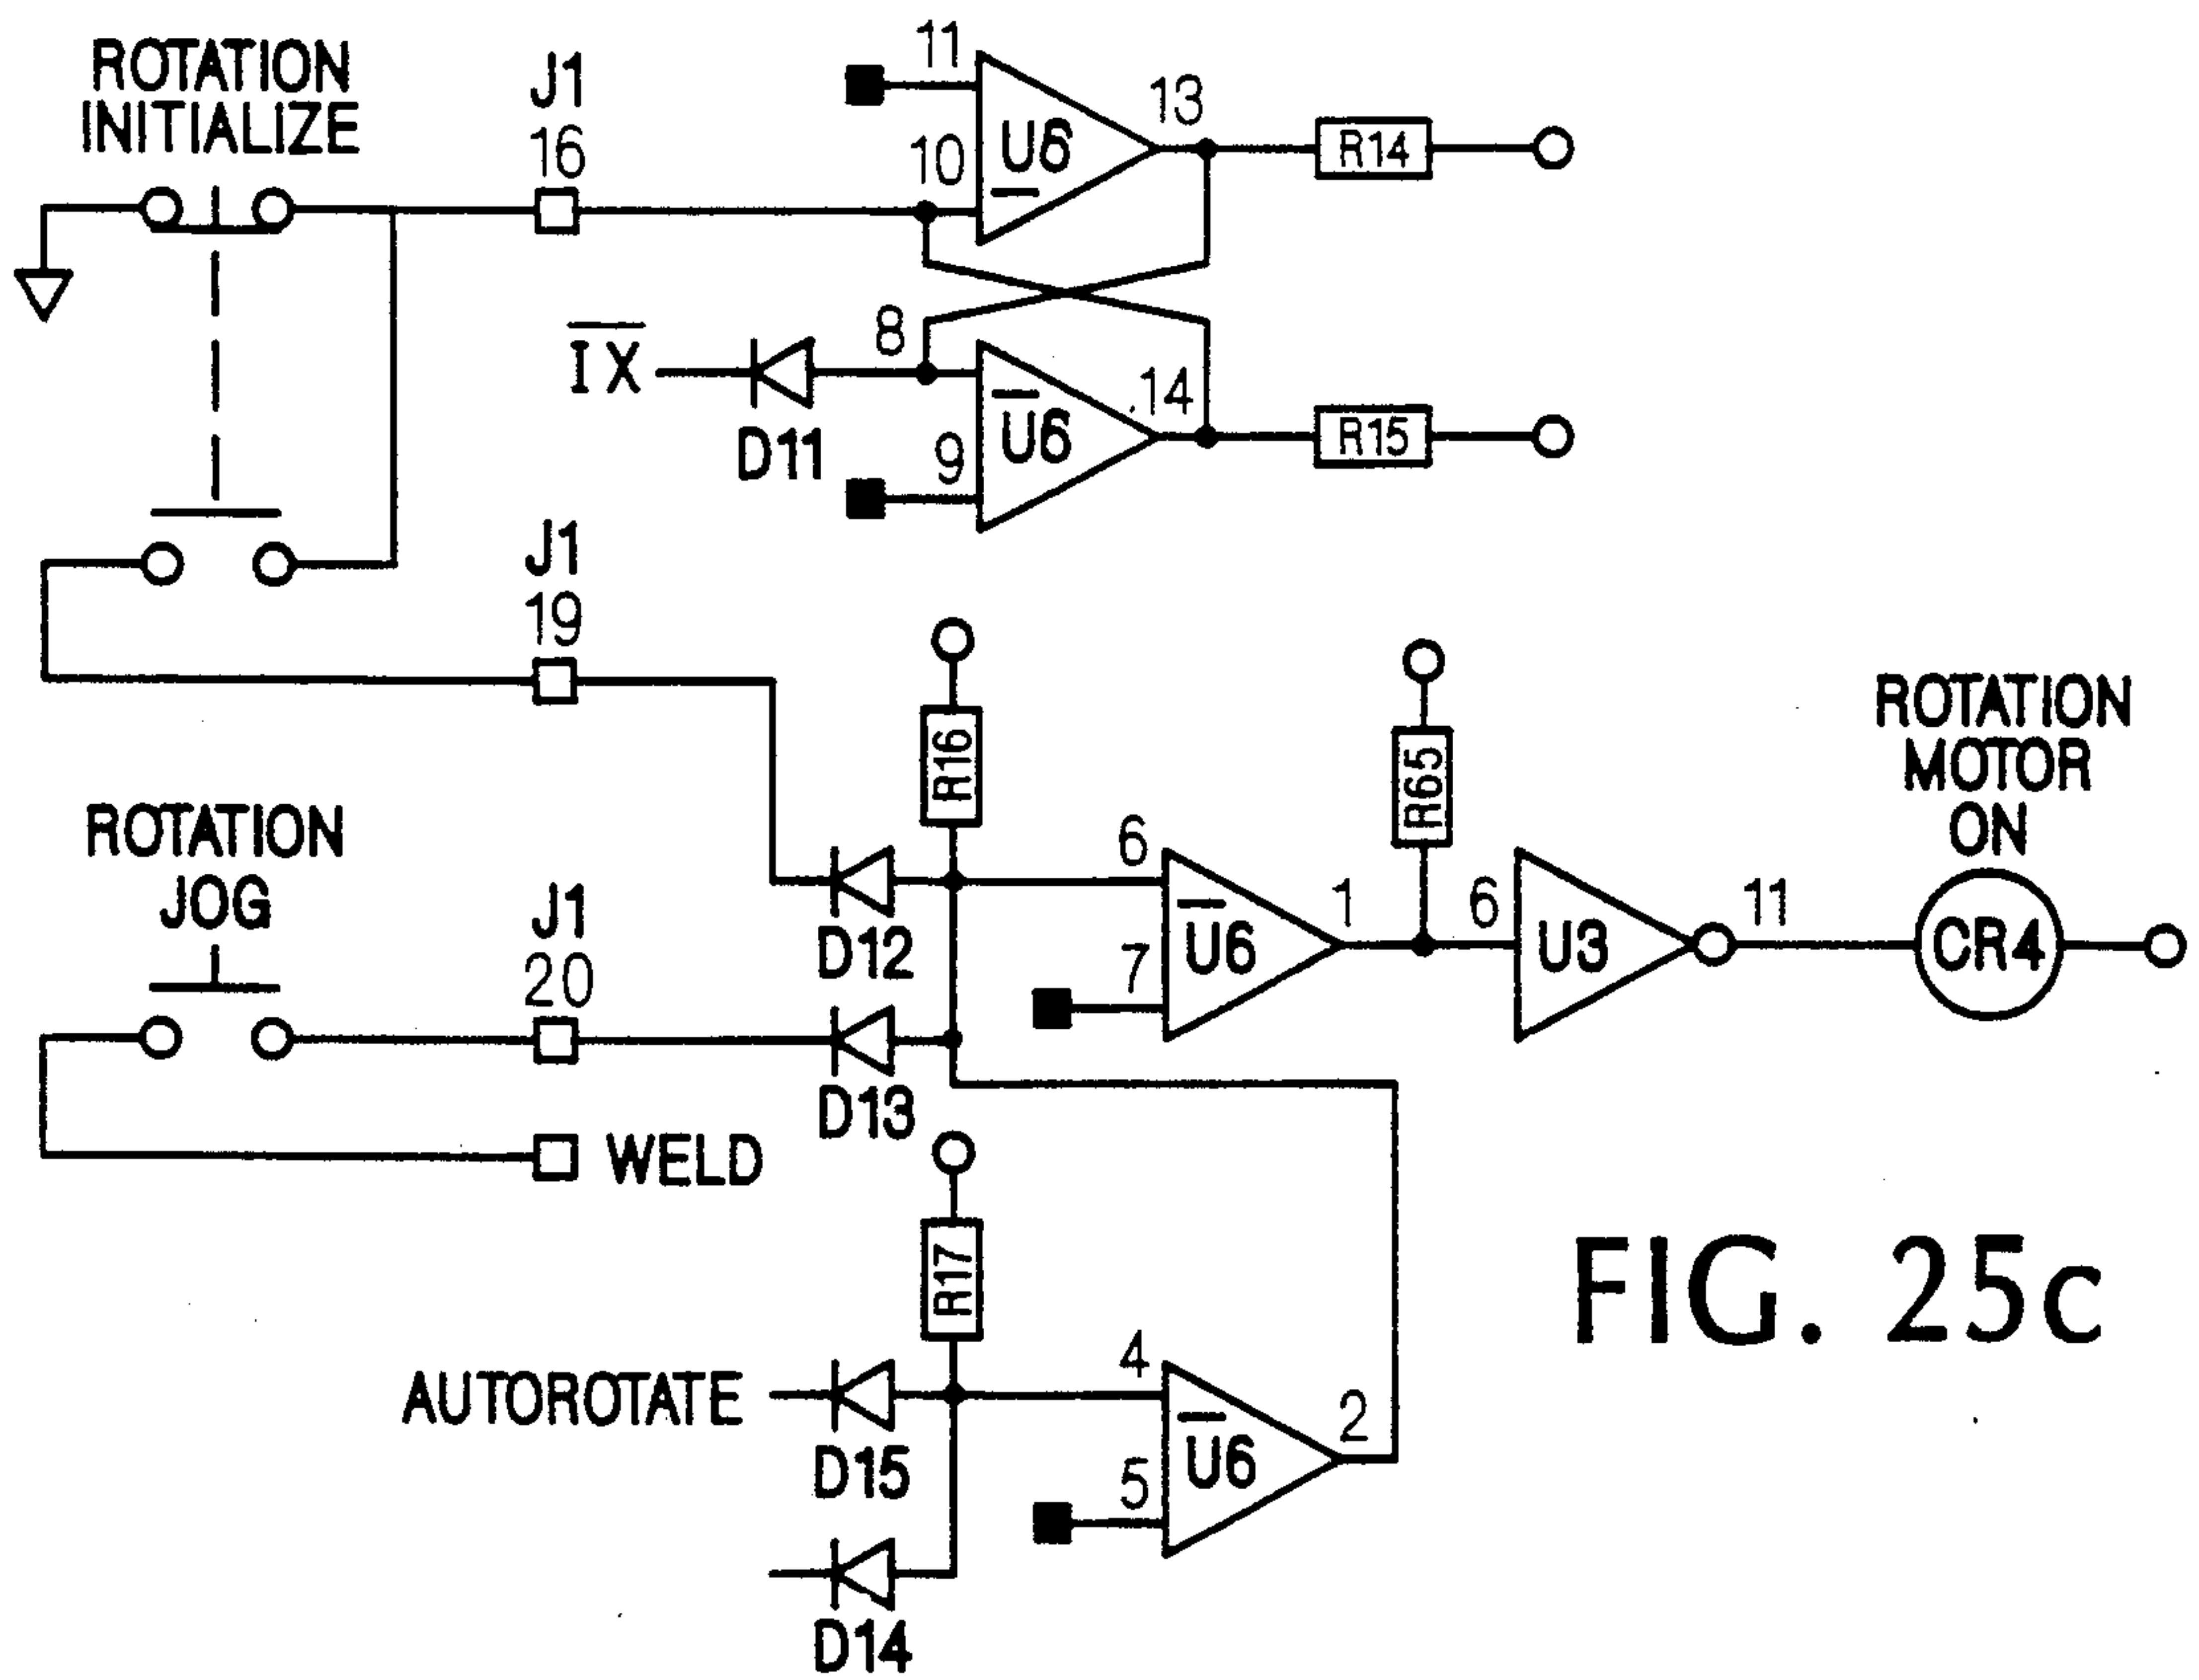 ROTATION
INITIALIZE
J1
16
11
10
U6
13
R14
IX
D11
8
9
U6
14
R15
J1
19
R16
R65
ROTATION
MOTOR
ON
ROTATION
JOG
J1
20
D12
6
7
U6
1
6
U3
11
CR4
D13
WELD
R17
FIG. 25c
AUTOROTATE
D15
4
5
U6
2
D14